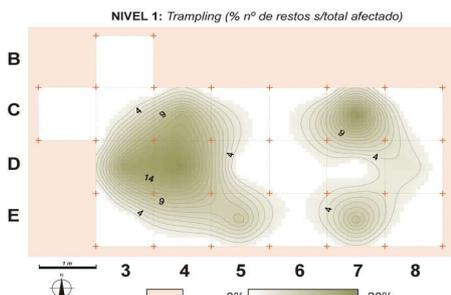 NIVEL 1: Trampling (% nº de restos s/total afectado)
B
C
4 9 9
D
4 4
14
9
E
4 4
1 m
3 4 5 6 7 8
N
0%